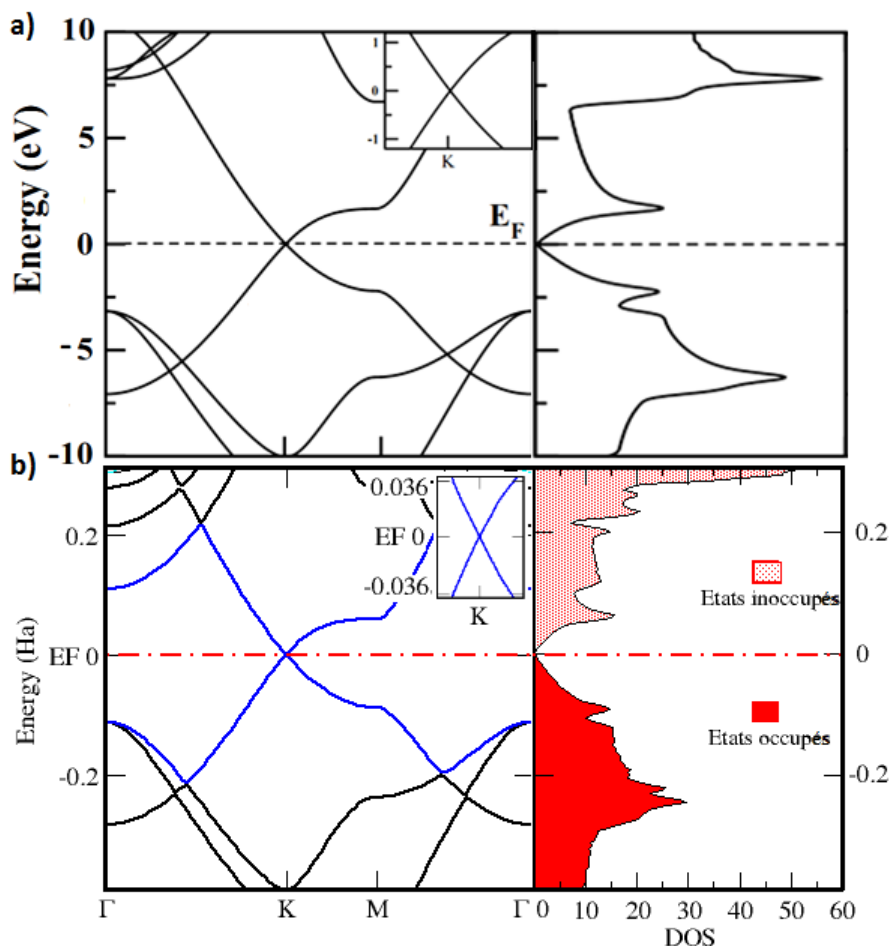 a)
10
5
0
-5
-10
Energy (eV)
1
0
-1
K
E_F
b)
0.2
EF 0
-0.2
Energy (Ha)
0.036
EF 0
-0.036
K
Γ K M Γ
0.2
0
-0.2
Etats inoccupés
Etats occupés
0 10 20 30 40 50 60
DOS